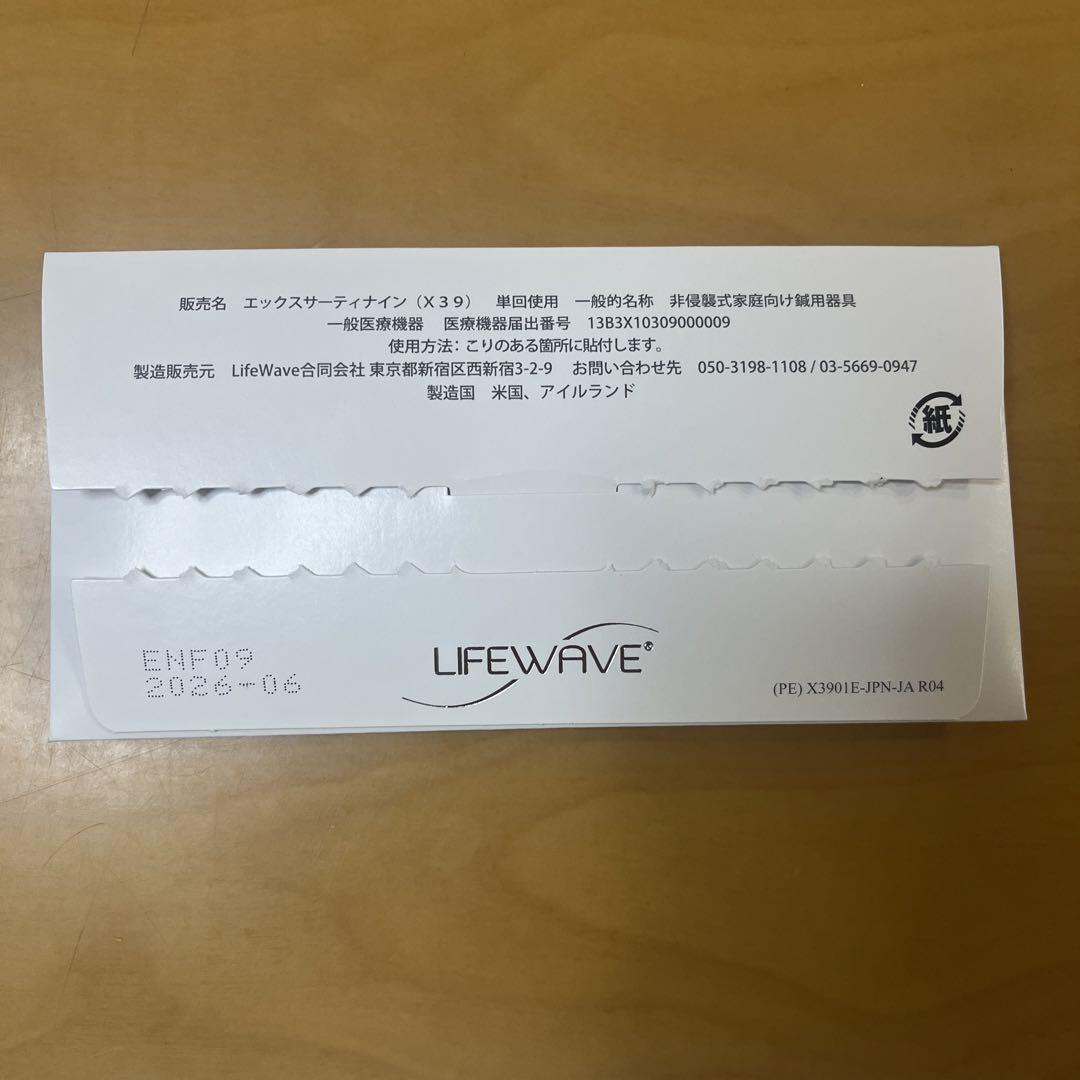 販売名 エックスサーティナイン（X３９） 単回使用 一般的名称 非侵襲式家庭向け鍼用器具
一般医療機器 医療機器届出番号 13B3X10309000009
使用方法：こりのある箇所に貼付します。
製造販売元 LifeWave合同会社 東京都新宿区西新宿3-2-9 お問い合わせ先 050-3198-1108 / 03-5669-0947
製造国 米国、アイルランド
紙
ENF09
2026-06
LIFEWAVE®
(PE) X3901E-JPN-JA R04